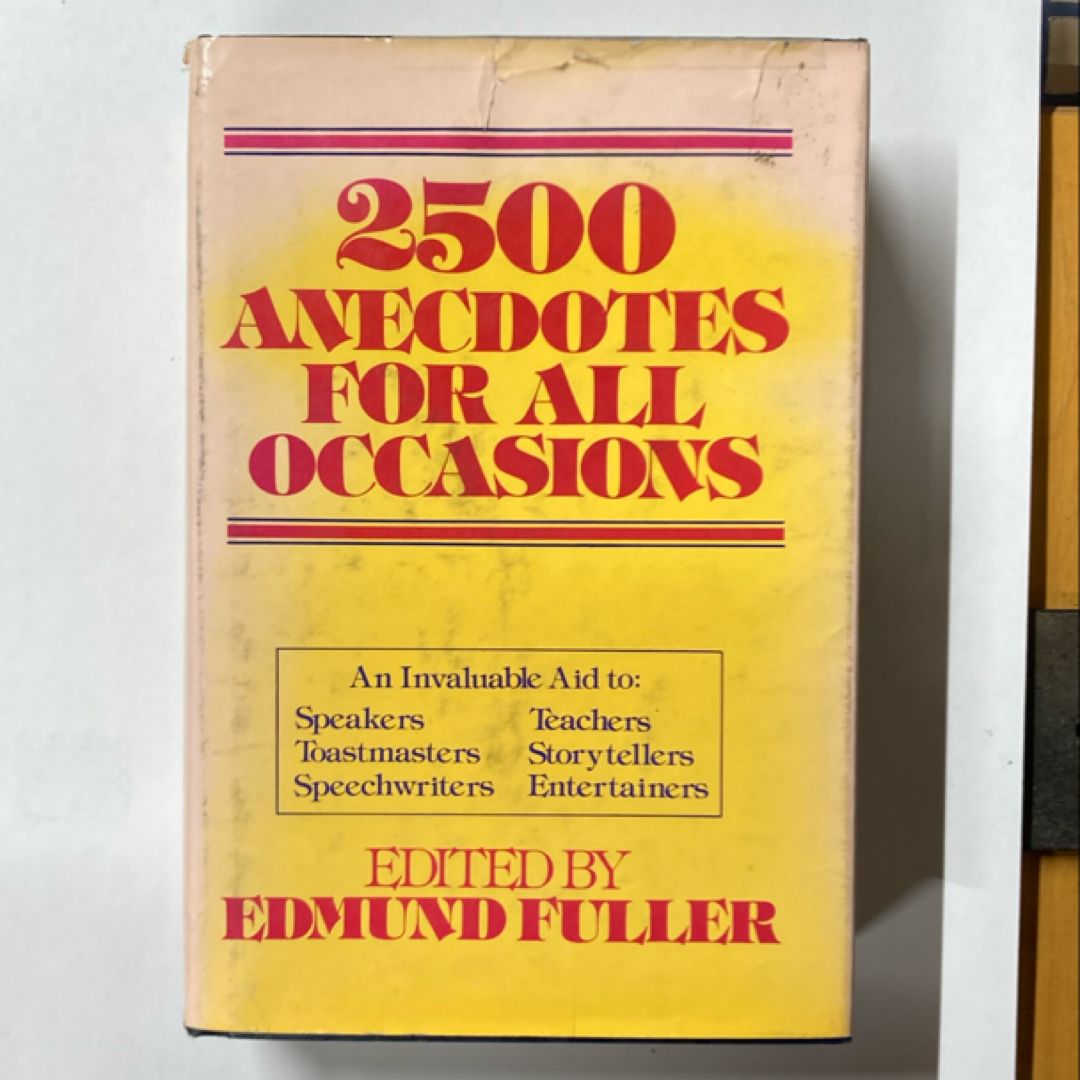 2500
ANECDOTES
FOR ALL
OCCASIONS
An Invaluable Aid to:
Speakers Teachers
Toastmasters Storytellers
Speechwriters Entertainers
EDITED BY
EDMUND FULLER